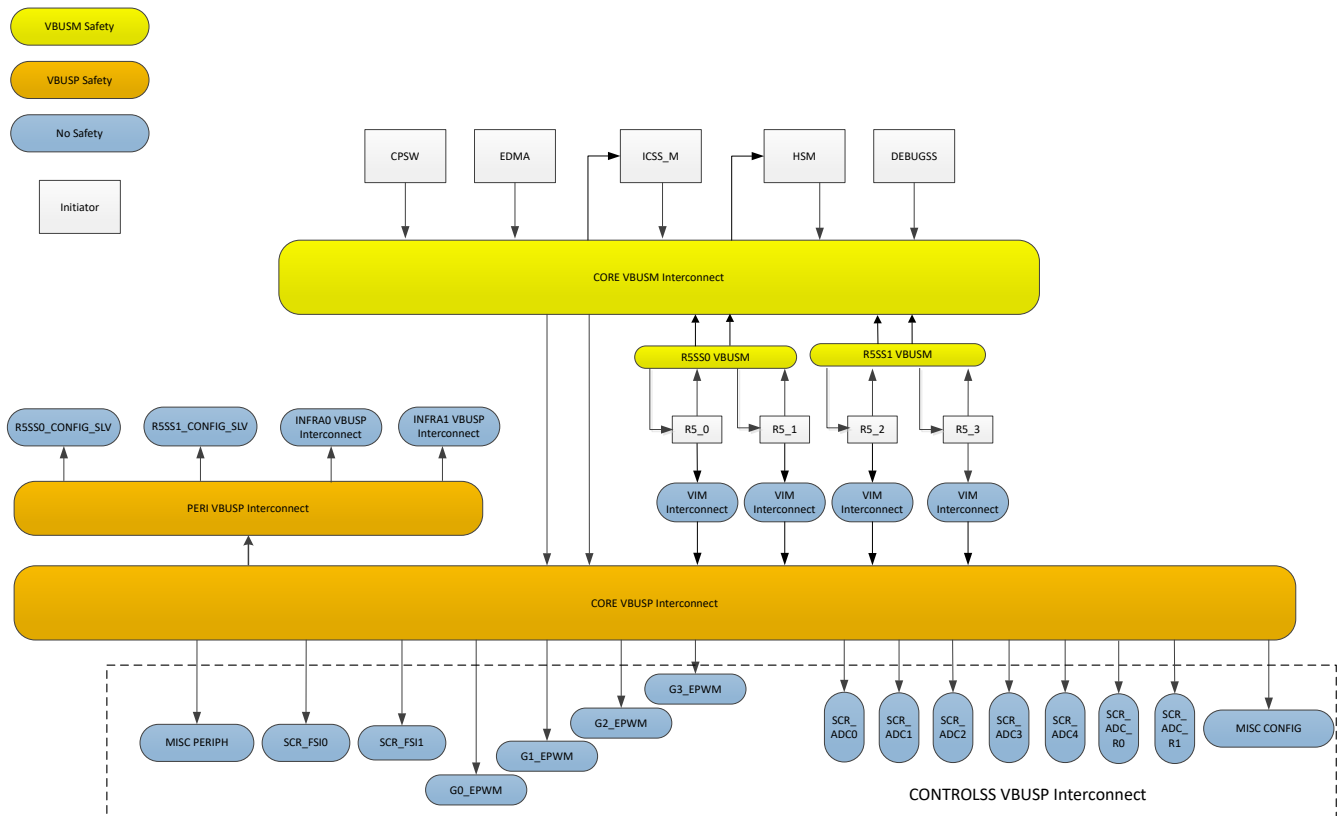 VBUSM Safety
VBUSP Safety
No Safety
Initiator
CPSW
EDMA
ICSS_M
HSM
DEBUGSS
CORE VBUSM Interconnect
R5SS0 VBUSM
R5SS1 VBUSM
R5SS0_CONFIG_SLV
R5SS1_CONFIG_SLV
INFRA0 VBUSP
Interconnect
INFRA1 VBUSP
Interconnect
R5_0
R5_1
R5_2
R5_3
PERI VBUSP Interconnect
VIM
Interconnect
VIM
Interconnect
VIM
Interconnect
VIM
Interconnect
CORE VBUSP Interconnect
MISC PERIPH
SCR_FSI0
SCR_FSI1
G0_EPWM
G1_EPWM
G2_EPWM
G3_EPWM
SCR_
ADC0
SCR_
ADC1
SCR_
ADC2
SCR_
ADC3
SCR_
ADC4
SCR_
ADC_
R0
SCR_
ADC_
R1
MISC CONFIG
CONTROLSS VBUSP Interconnect